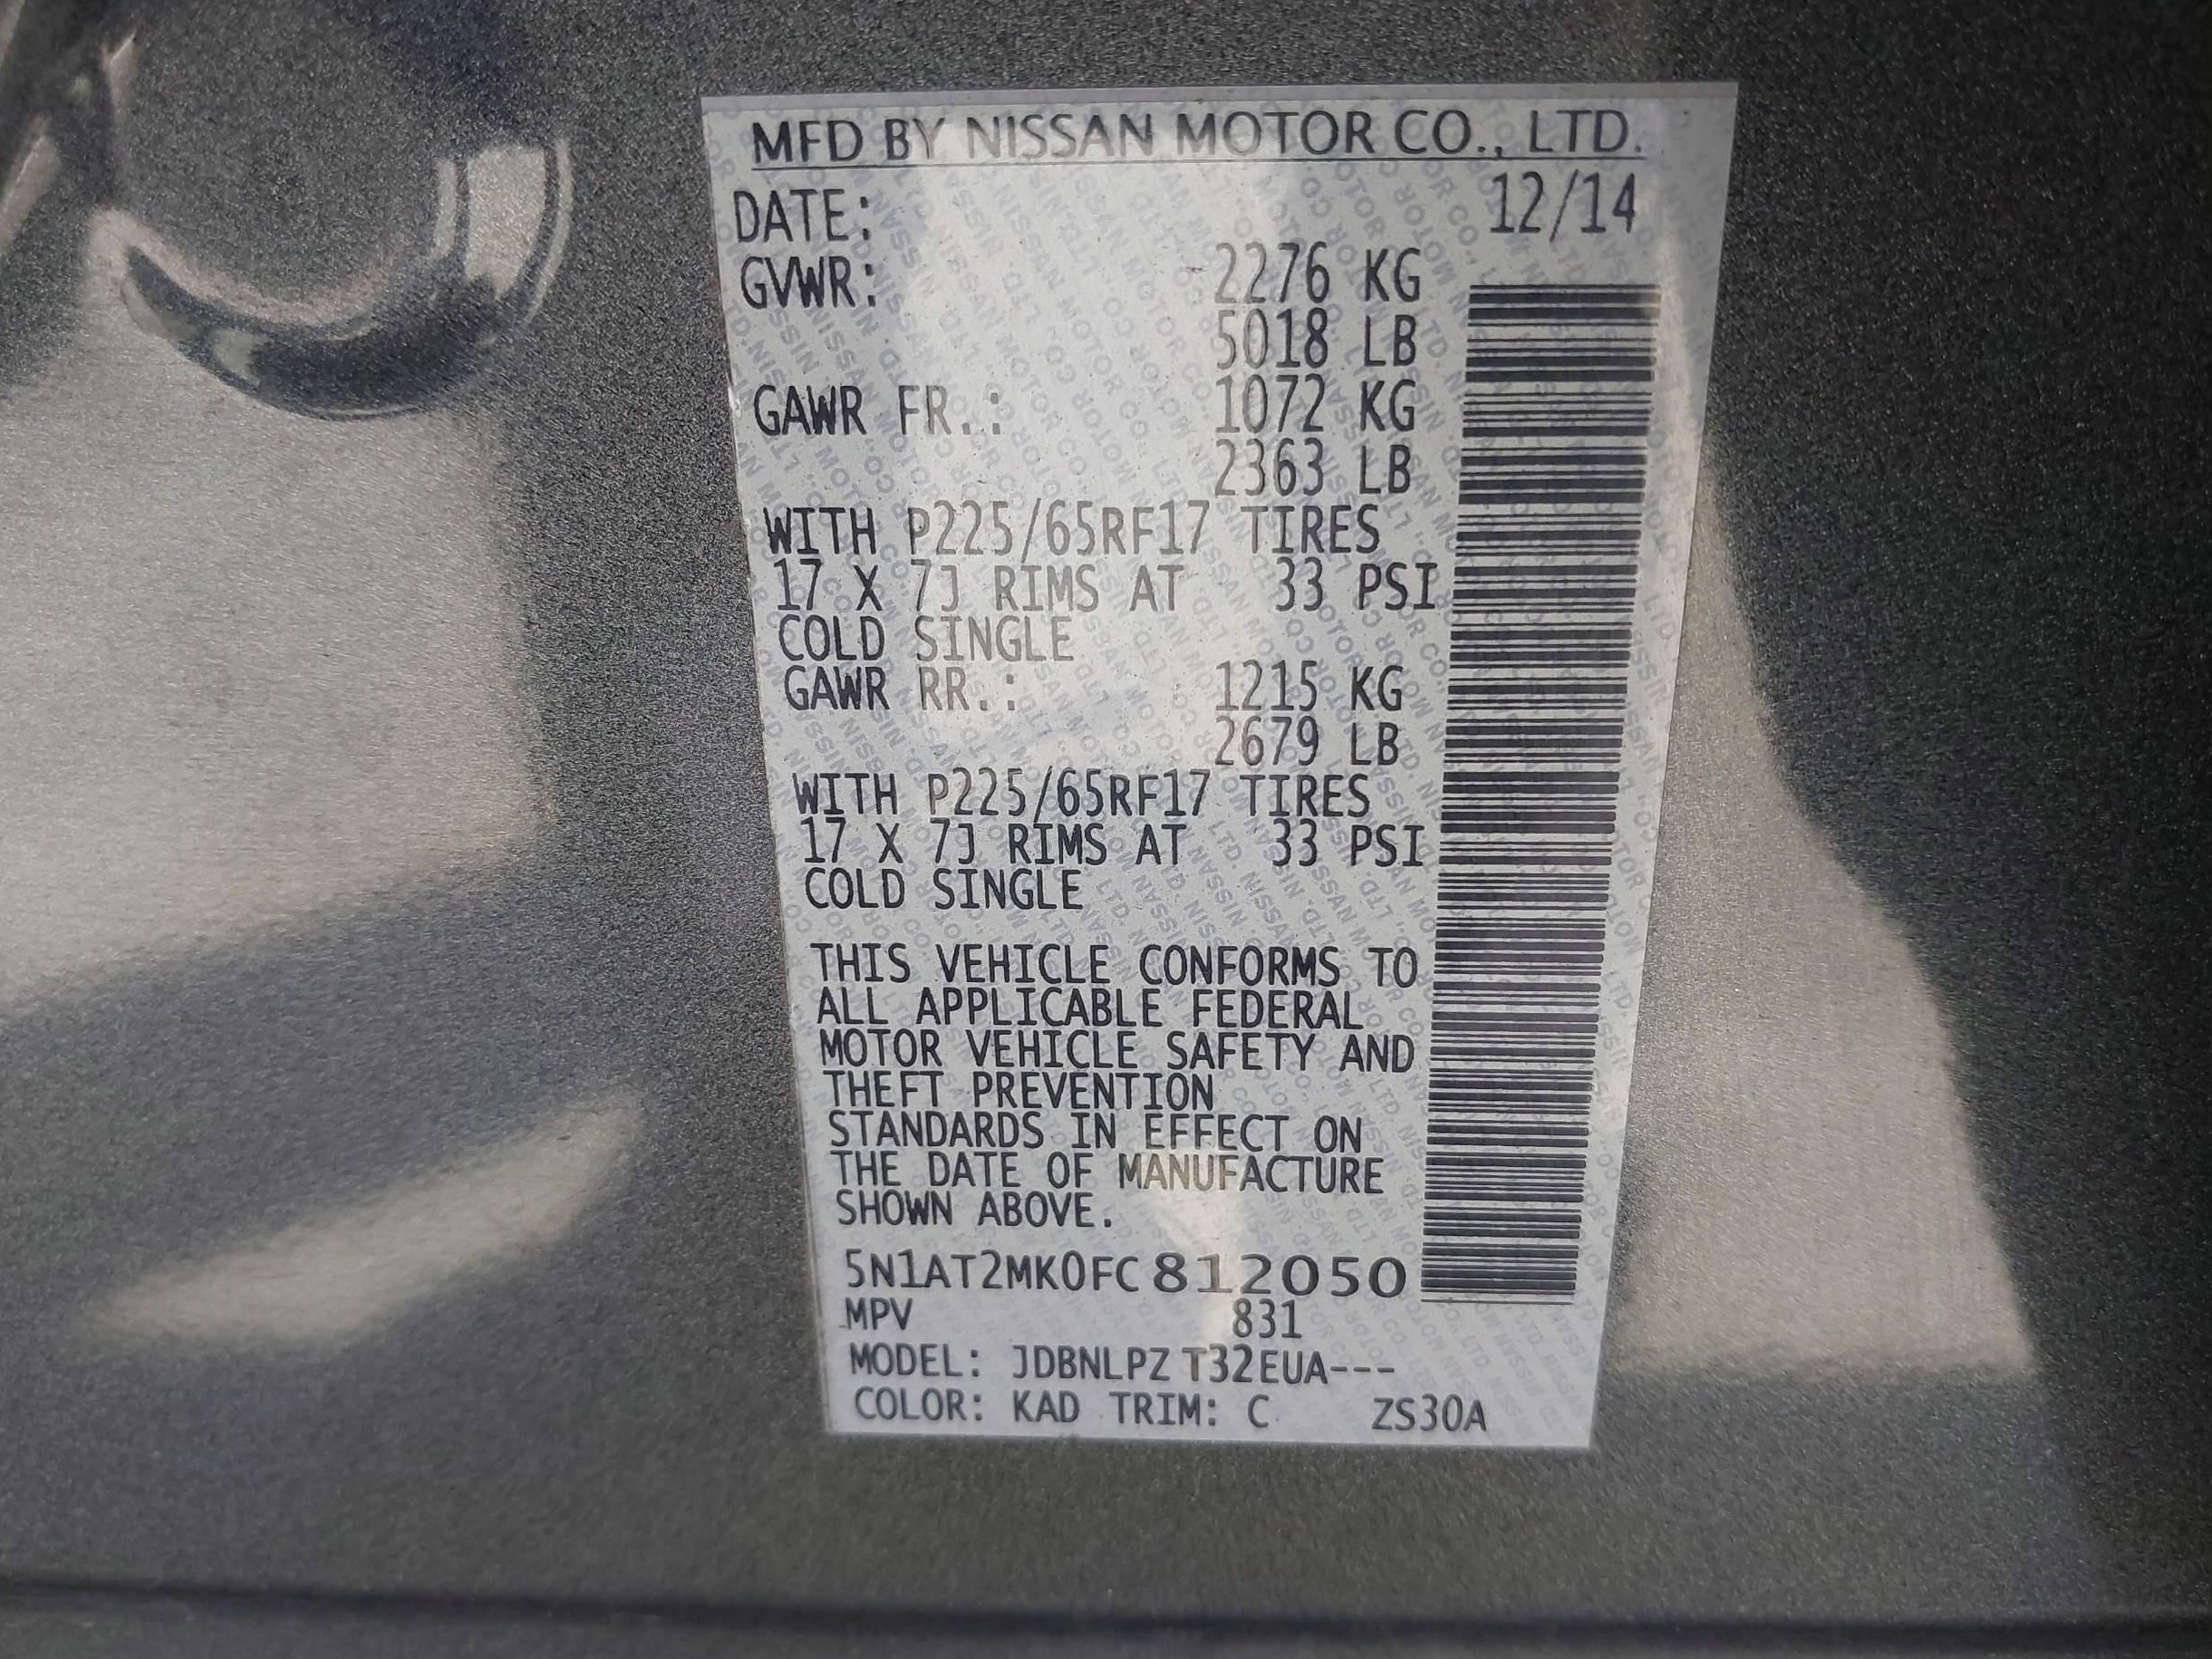 MFD BY NISSAN MOTOR CO., LTD.
DATE: 12/14
GVWR: 2276 KG
5018 LB
GAWR FR.: 1072 KG
2363 LB
WITH P225/65RF17 TIRES
17 X 7J RIMS AT 33 PSI
COLD SINGLE
GAWR RR.: 1215 KG
2679 LB
WITH P225/65RF17 TIRES
17 X 7J RIMS AT 33 PSI
COLD SINGLE
THIS VEHICLE CONFORMS TO
ALL APPLICABLE FEDERAL
MOTOR VEHICLE SAFETY AND
THEFT PREVENTION
STANDARDS IN EFFECT ON
THE DATE OF MANUFACTURE
SHOWN ABOVE.
5N1AT2MK0FC812050
MPV 831
MODEL: JDBNLPZ T32EUA---
COLOR: KAD TRIM: C ZS30A